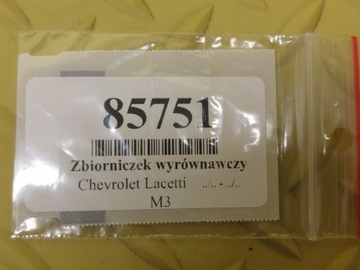 85751
Zbiorniczek wyrównawczy
Chevrolet Lacetti ../.. - ../..
M3